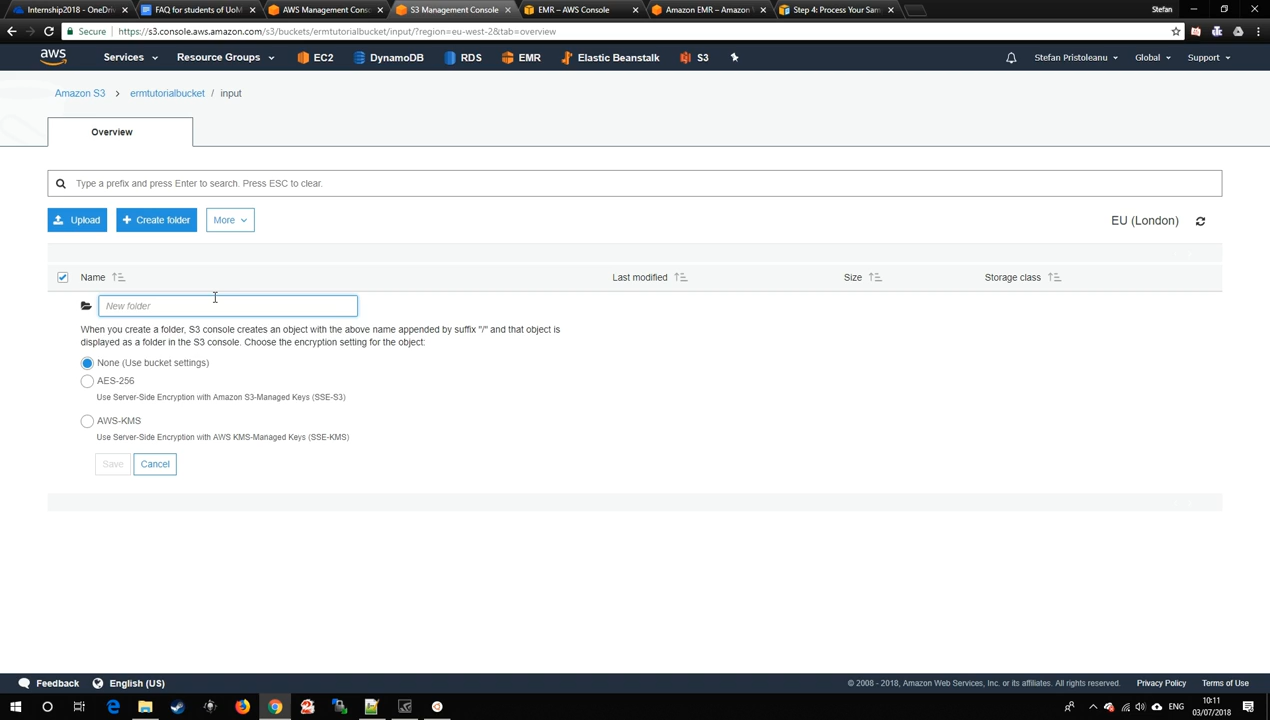 Internship2018 - OneDriv
FAQ for students of UoM
AWS Management Conso
S3 Management Console
EMR – AWS Console
Amazon EMR – Amazon
Step 4: Process Your Sam
Stefan
Secure
https://s3.console.aws.amazon.com/s3/buckets/ermtutorialbucket/input/?region=eu-west-2&tab=overview
aws
Services
Resource Groups
EC2
DynamoDB
RDS
EMR
Elastic Beanstalk
S3
Stefan Pristoleanu
Global
Support
Amazon S3 > ermtutorialbucket / input
Overview
Type a prefix and press Enter to search. Press ESC to clear.
Upload
+ Create folder
More
EU (London)
Name
Last modified
Size
Storage class
New folder
When you create a folder, S3 console creates an object with the above name appended by suffix "/" and that object is
displayed as a folder in the S3 console. Choose the encryption setting for the object:
None (Use bucket settings)
AES-256
Use Server-Side Encryption with Amazon S3-Managed Keys (SSE-S3)
AWS-KMS
Use Server-Side Encryption with AWS KMS-Managed Keys (SSE-KMS)
Save
Cancel
Feedback
English (US)
© 2008 - 2018, Amazon Web Services, Inc. or its affiliates. All rights reserved.
Privacy Policy
Terms of Use
ENG
10:11
03/07/2018